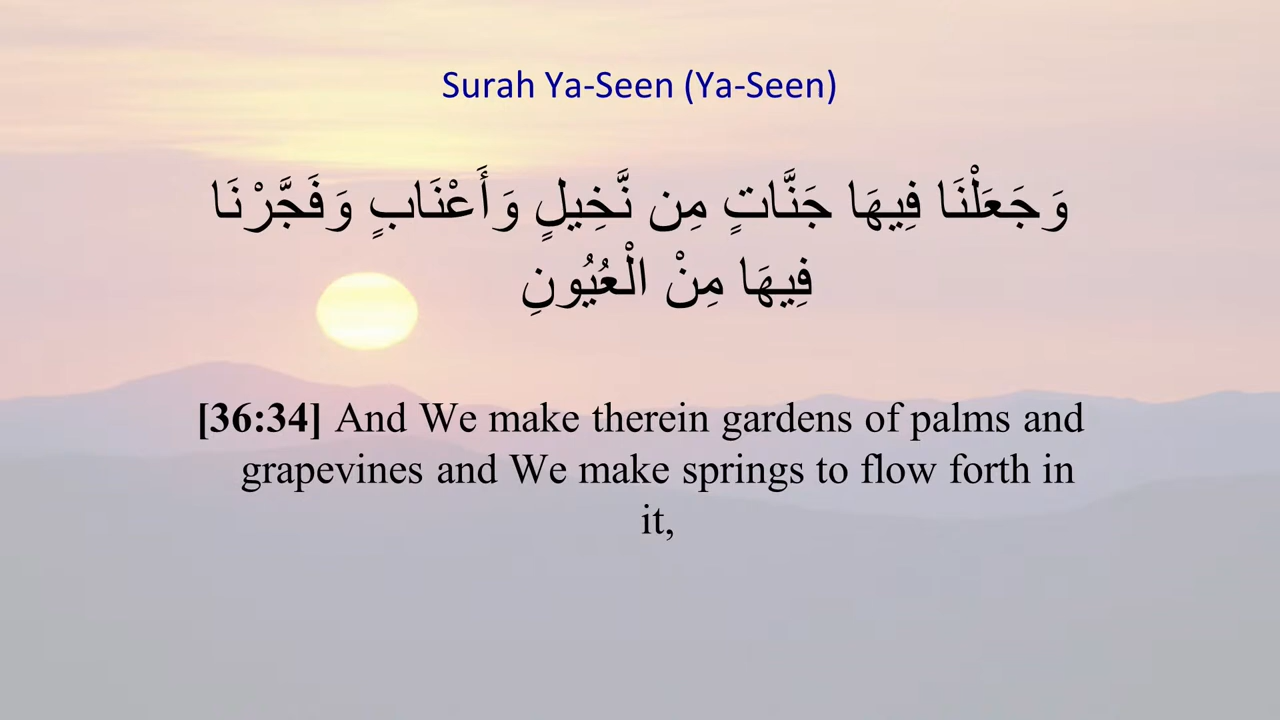 Surah Ya-Seen (Ya-Seen)
وَجَعَلْنَا فِيهَا جَنَّاتٍ مِن نَّخِيلٍ وَأَعْنَابٍ وَفَجَّرْنَا
فِيهَا مِنْ الْعُيُونِ
[36:34] And We make therein gardens of palms and
grapevines and We make springs to flow forth in
it,